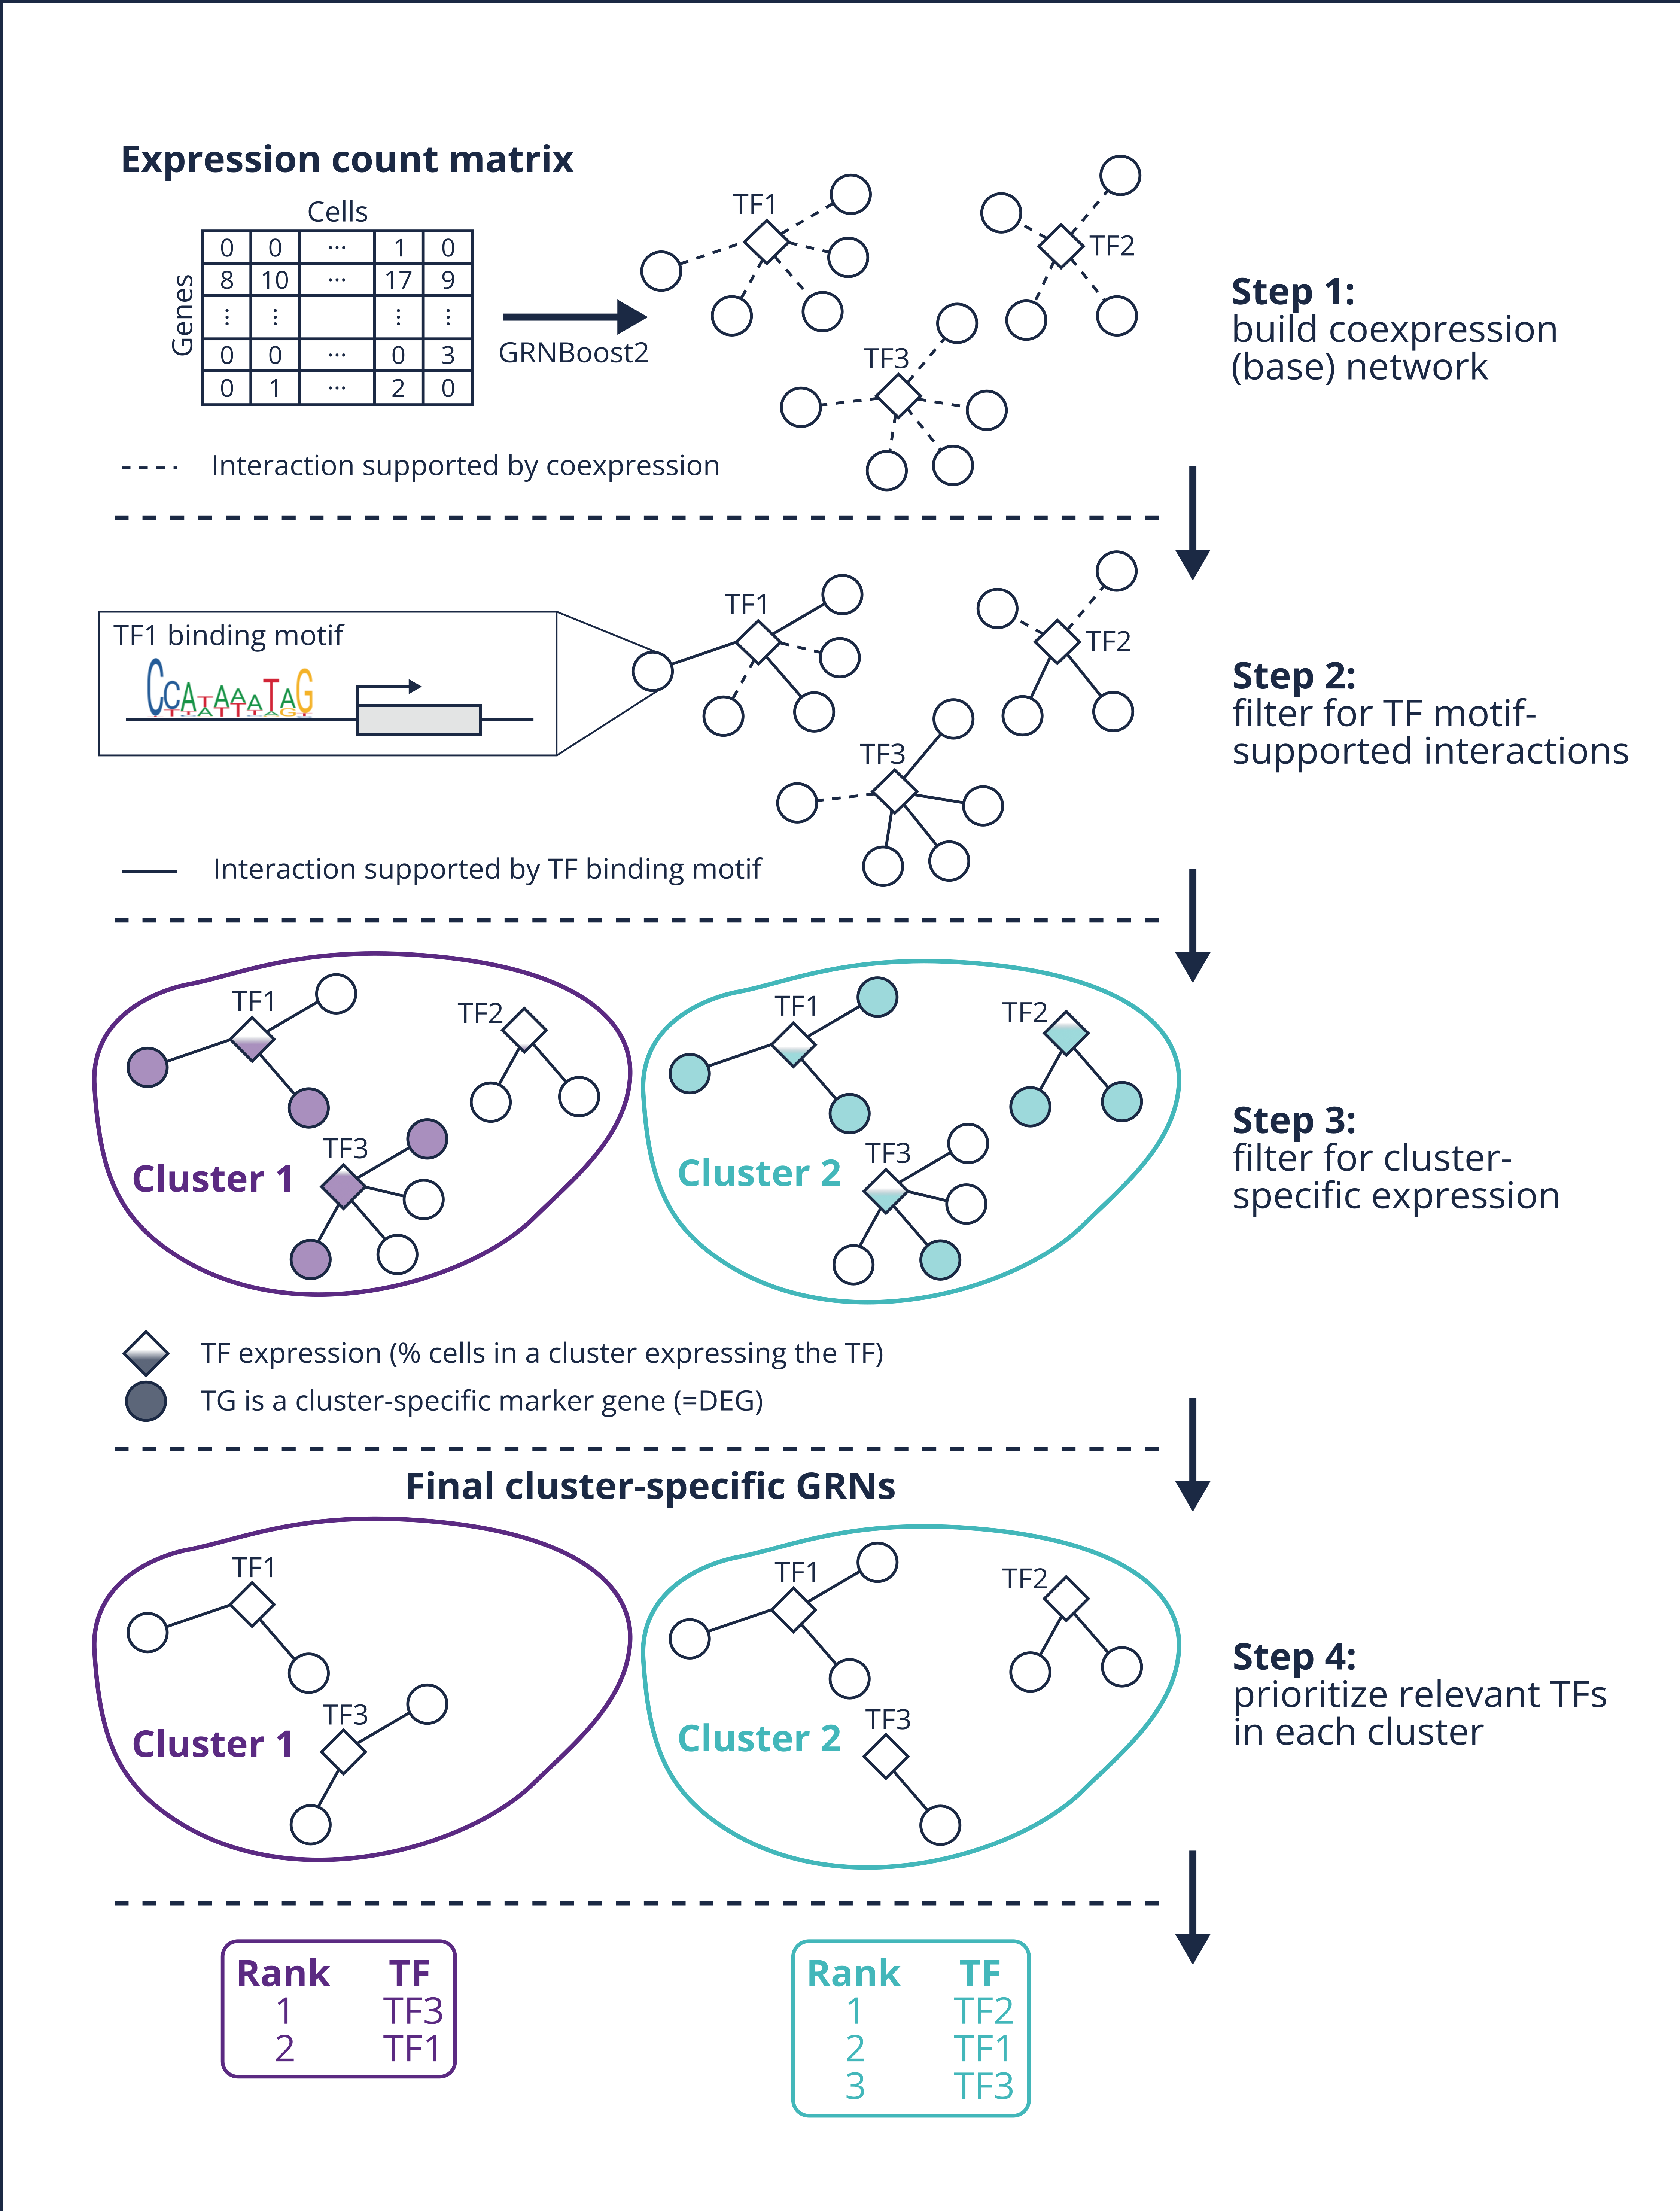 Expression count matrix
Cells
Genes
0 0 ... 1 0
8 10 ... 17 9
⋮ ⋮ ⋮ ⋮
0 0 ... 0 3
0 1 ... 2 0
GRNBoost2
TF1
TF2
TF3
Interaction supported by coexpression
Step 1:
build coexpression
(base) network
TF1 binding motif
CCATAAATAG
TF1
TF2
TF3
Interaction supported by TF binding motif
Step 2:
filter for TF motif-
supported interactions
TF1
TF2
TF3
Cluster 1
TF1
TF2
TF3
Cluster 2
Step 3:
filter for cluster-
specific expression
TF expression (% cells in a cluster expressing the TF)
TG is a cluster-specific marker gene (=DEG)
Final cluster-specific GRNs
TF1
TF3
Cluster 1
TF1
TF2
TF3
Cluster 2
Step 4:
prioritize relevant TFs
in each cluster
Rank TF
1 TF3
2 TF1
Rank TF
1 TF2
2 TF1
3 TF3